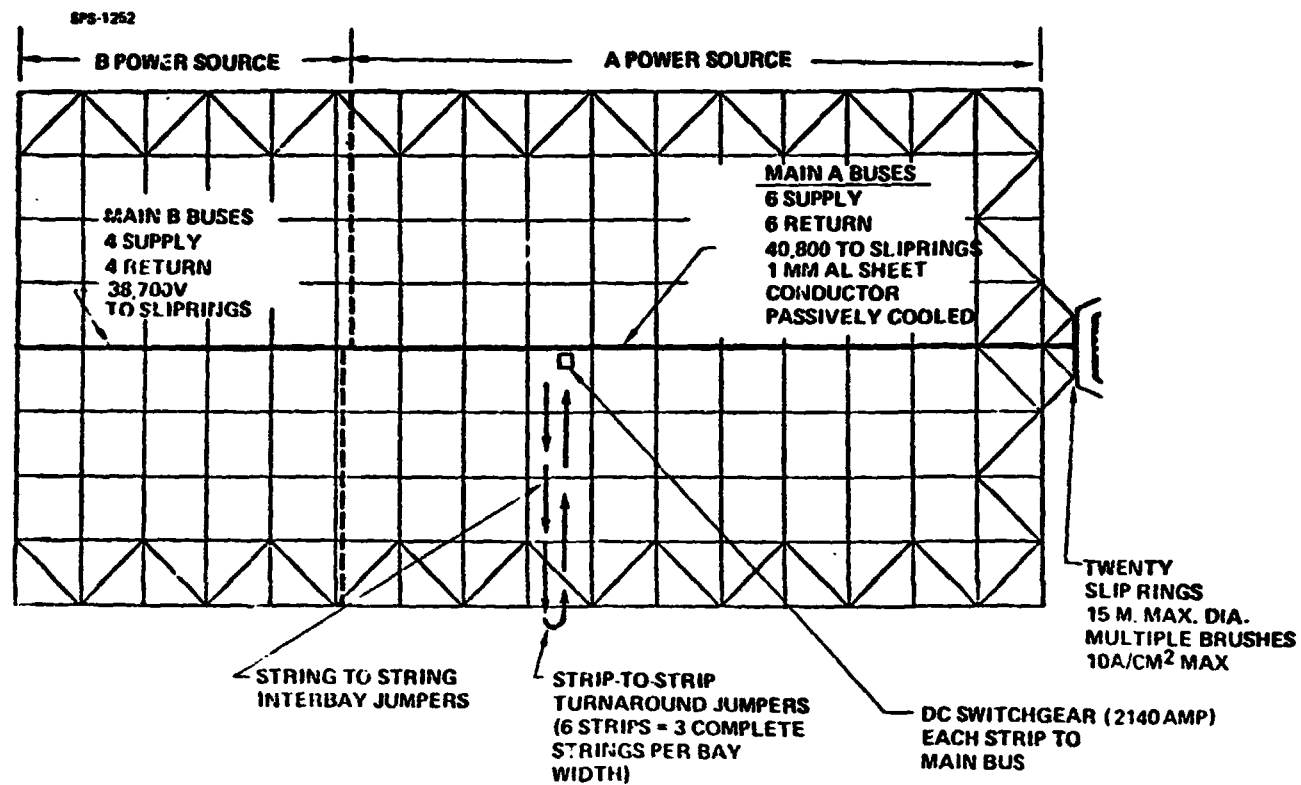 SPS-1252
B POWER SOURCE
A POWER SOURCE
MAIN B BUSES
4 SUPPLY
4 RETURN
38,700V
TO SLIPRINGS
MAIN A BUSES
6 SUPPLY
6 RETURN
40,800 TO SLIPRINGS
1 MM AL SHEET
CONDUCTOR
PASSIVELY COOLED
TWENTY
SLIP RINGS
15 M. MAX. DIA.
MULTIPLE BRUSHES
10A/CM² MAX
STRING TO STRING
INTERBAY JUMPERS
STRIP-TO-STRIP
TURNAROUND JUMPERS
(6 STRIPS = 3 COMPLETE
STRINGS PER BAY
WIDTH)
DC SWITCHGEAR (2140 AMP)
EACH STRIP TO
MAIN BUS